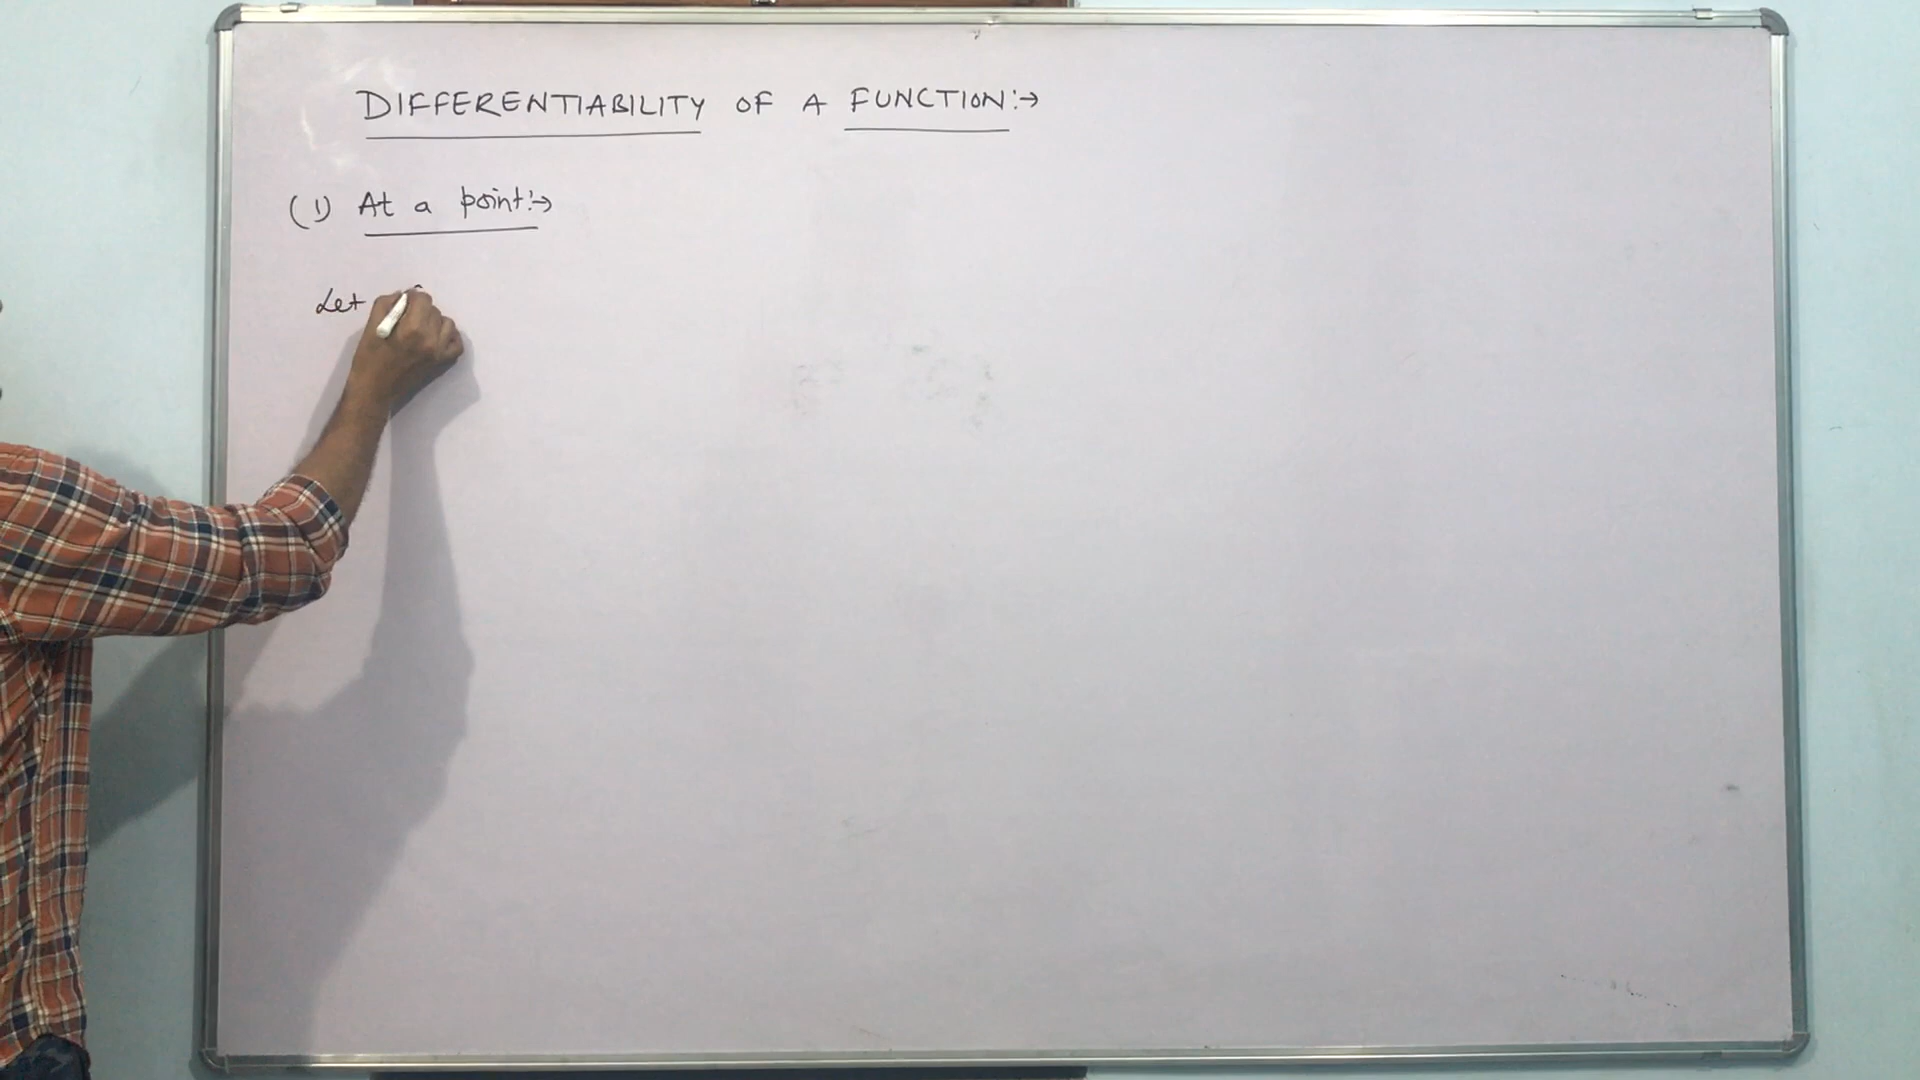 DIFFERENTIABILITY OF A FUNCTION:→
(1) At a point:→
Let